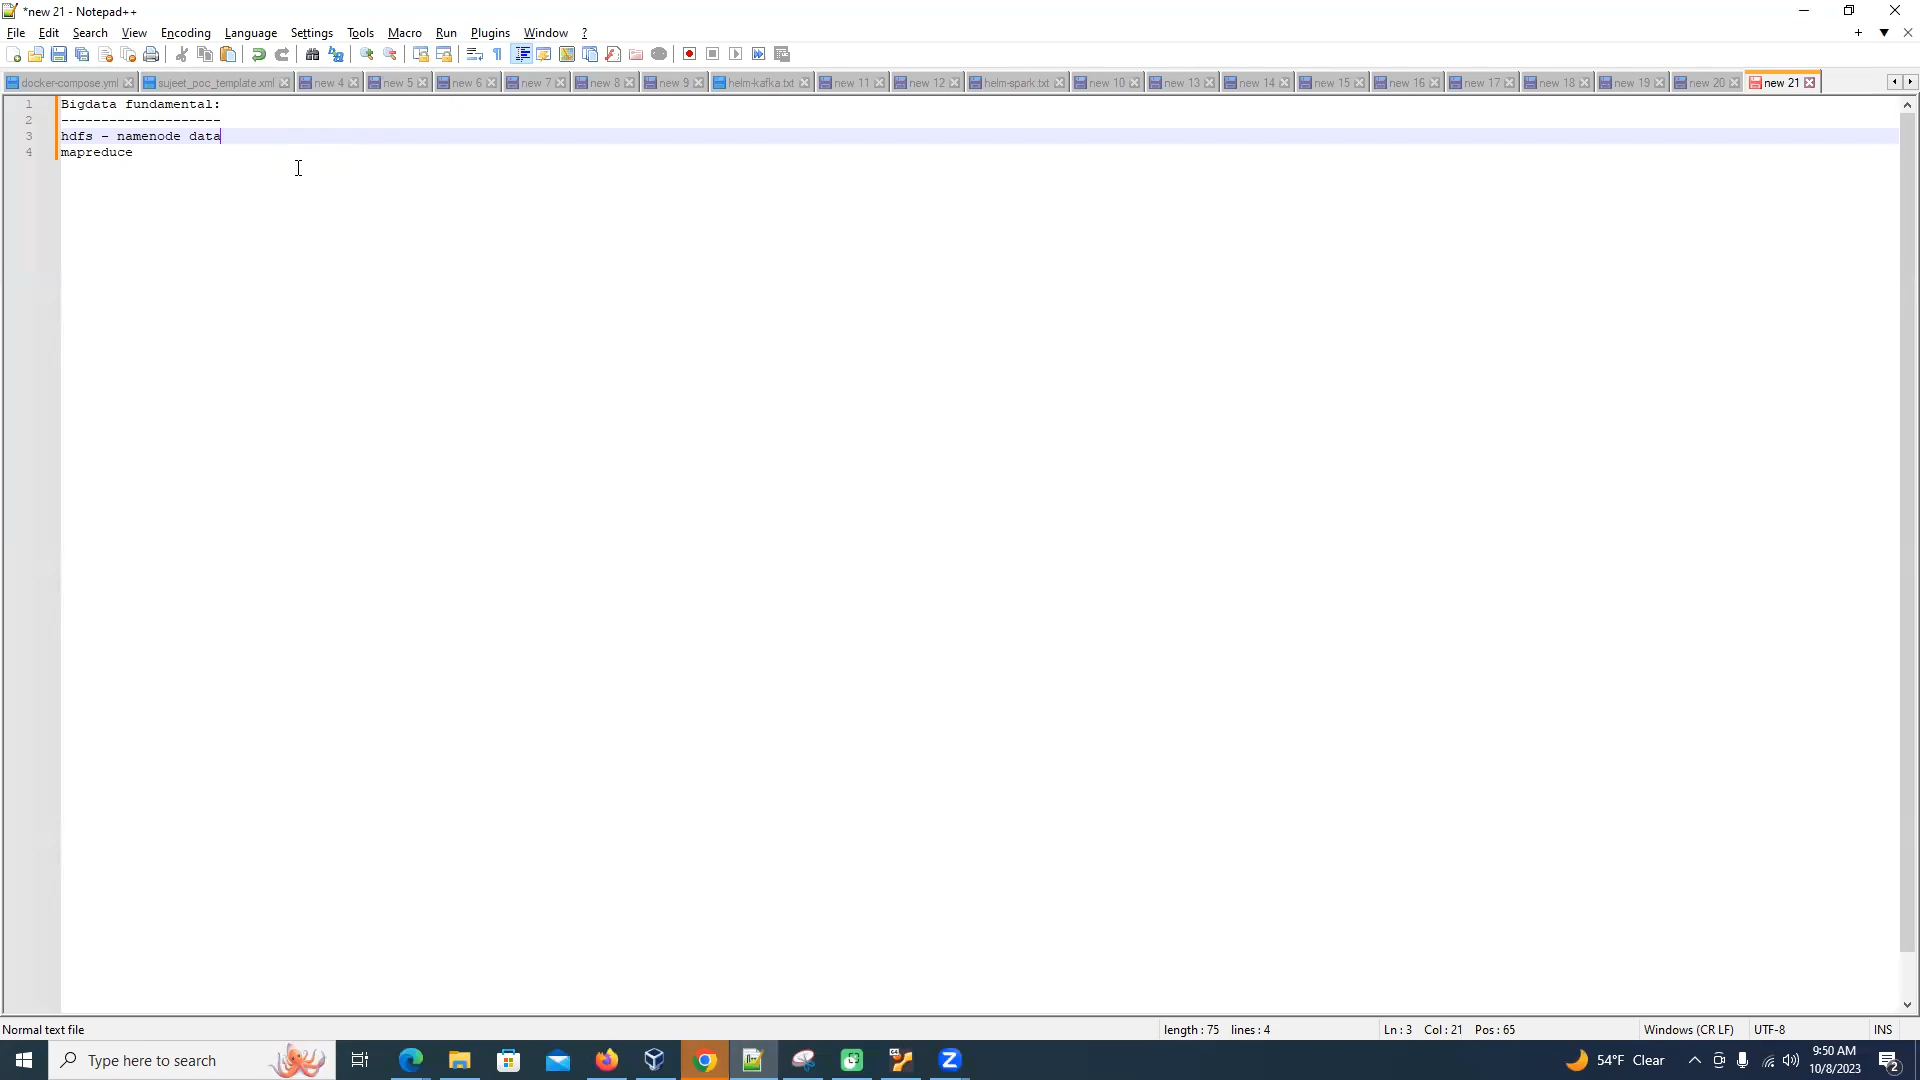 *new 21 - Notepad++
File Edit Search View Encoding Language Settings Tools Macro Run Plugins Window ?
docker-compose.yml sujeet_poc_template.xml new 4 new 5 new 6 new 7 new 8 new 9 helm-kafka.txt new 11 new 12 helm-spark.txt new 10 new 13 new 14 new 15 new 16 new 17 new 18 new 19 new 20 new 21
1 Bigdata fundamental:
2 --------------------
3 hdfs - namenode data
4 mapreduce
Normal text file length : 75 lines : 4 Ln : 3 Col : 21 Pos : 65 Windows (CR LF) UTF-8 INS
Type here to search 54°F Clear 9:50 AM
10/8/2023 2